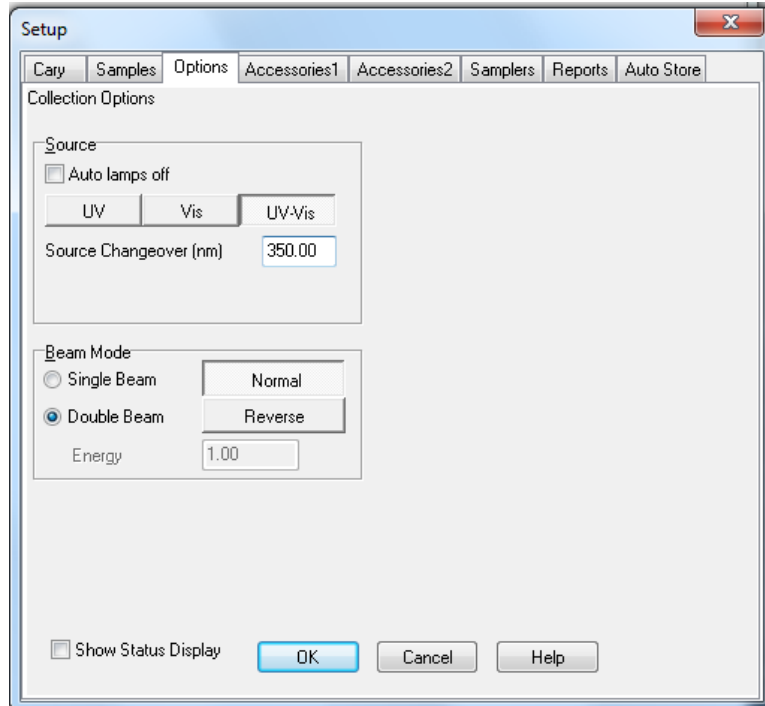 Setup
x
Cary Samples Options Accessories1 Accessories2 Samplers Reports Auto Store
Collection Options
Source
Auto lamps off
UV Vis UV-Vis
Source Changeover (nm) 350.00
Beam Mode
Single Beam Normal
Double Beam Reverse
Energy 1.00
Show Status Display OK Cancel Help